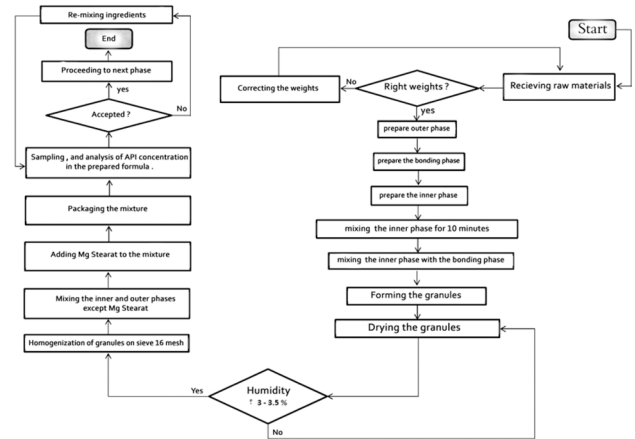 Start
Recieving raw materials
Right weights ?
No
Correcting the weights
yes
prepare outer phase
prepare the bonding phase
prepare the inner phase
mixing the inner phase for 10 minutes
mixing the inner phase with the bonding phase
Forming the granules
Drying the granules
Humidity
↑ 3 - 3.5 %
No
Yes
Homogenization of granules on sieve 16 mesh
Mixing the inner and outer phases
except Mg Stearat
Adding Mg Stearat to the mixture
Packaging the mixture
Sampling , and analysis of API concentration
in the prepared formula .
Accepted ?
No
yes
Re-mixing ingredients
Proceeding to next phase
End